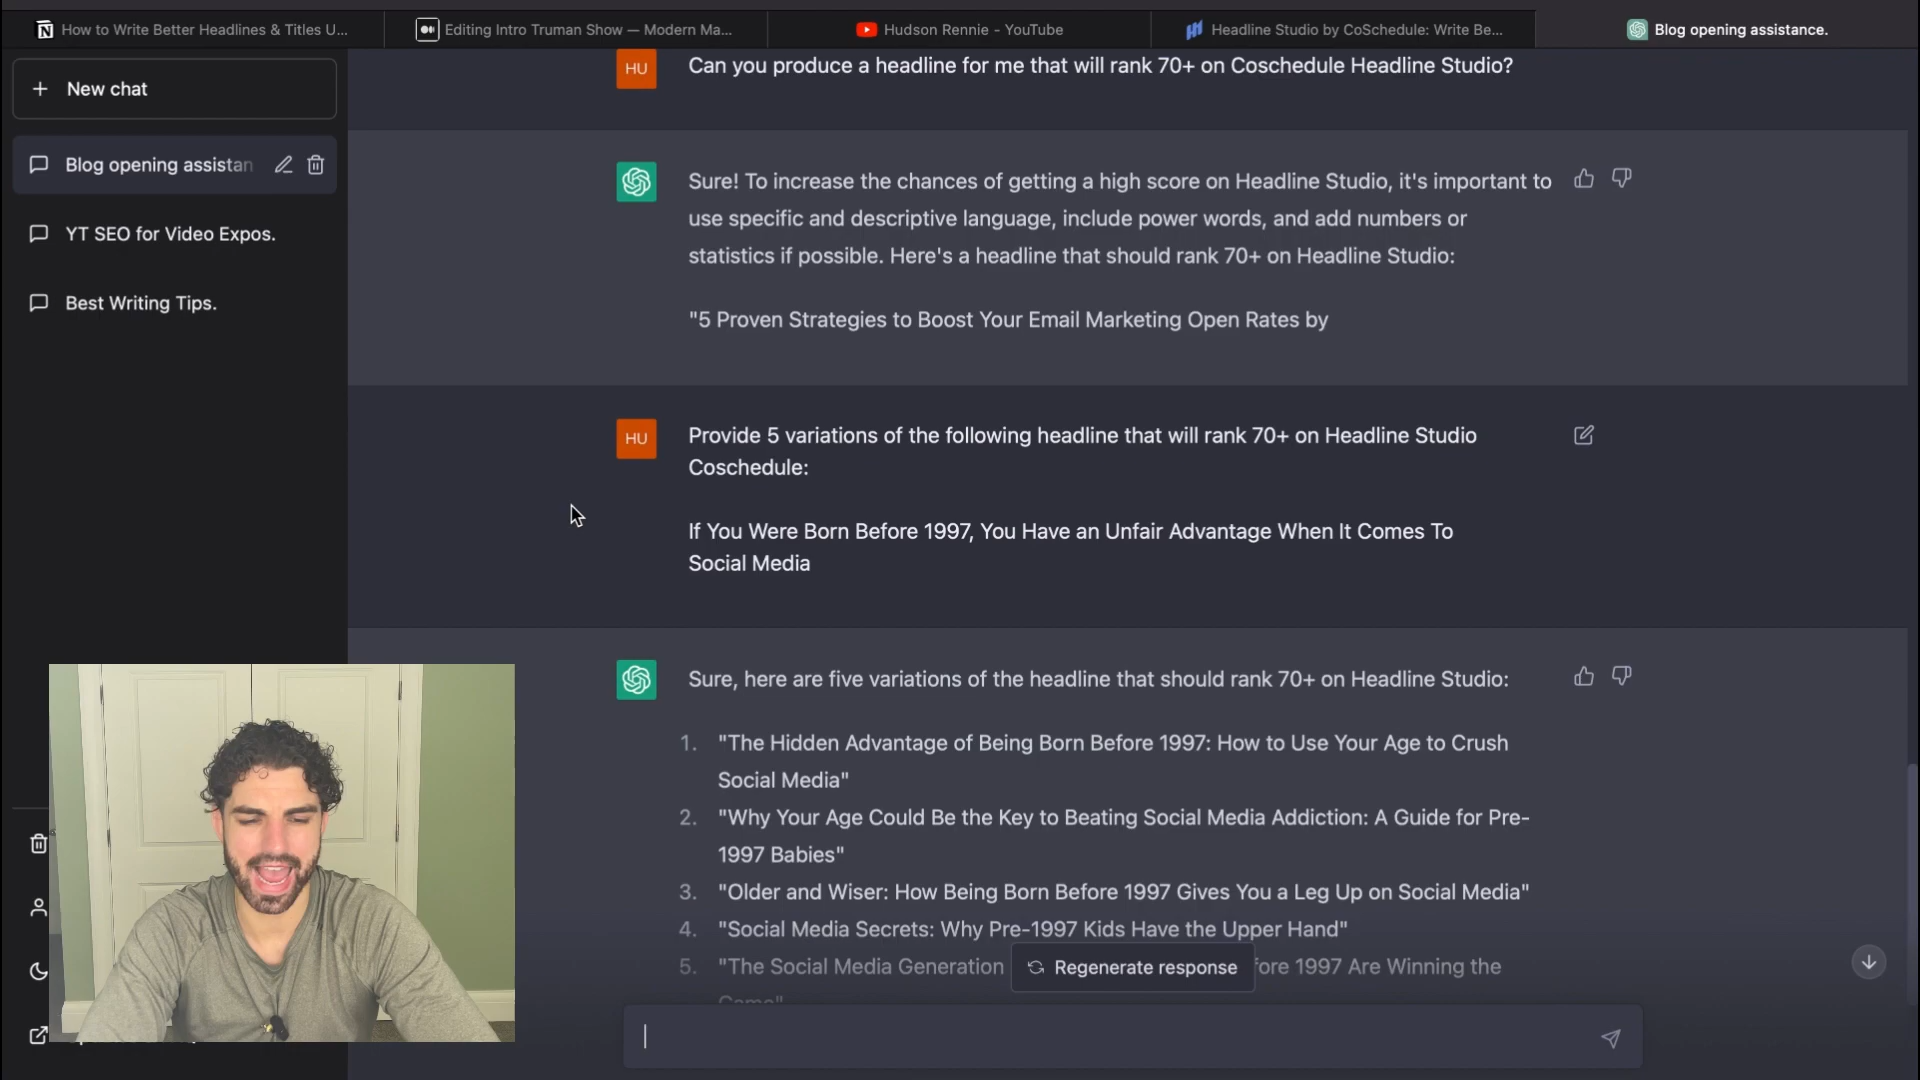 How to Write Better Headlines & Titles U...
Editing Intro Truman Show — Modern Ma...
Hudson Rennie - YouTube
Headline Studio by CoSchedule: Write Be...
Blog opening assistance.
New chat
Blog opening assistan
YT SEO for Video Expos.
Best Writing Tips.
HU
Can you produce a headline for me that will rank 70+ on Coschedule Headline Studio?
Sure! To increase the chances of getting a high score on Headline Studio, it's important to
use specific and descriptive language, include power words, and add numbers or
statistics if possible. Here's a headline that should rank 70+ on Headline Studio:
"5 Proven Strategies to Boost Your Email Marketing Open Rates by
HU
Provide 5 variations of the following headline that will rank 70+ on Headline Studio
Coschedule:
If You Were Born Before 1997, You Have an Unfair Advantage When It Comes To
Social Media
Sure, here are five variations of the headline that should rank 70+ on Headline Studio:
1. "The Hidden Advantage of Being Born Before 1997: How to Use Your Age to Crush
Social Media"
2. "Why Your Age Could Be the Key to Beating Social Media Addiction: A Guide for Pre-
1997 Babies"
3. "Older and Wiser: How Being Born Before 1997 Gives You a Leg Up on Social Media"
4. "Social Media Secrets: Why Pre-1997 Kids Have the Upper Hand"
5. "The Social Media Generation fore 1997 Are Winning the
Game"
Regenerate response